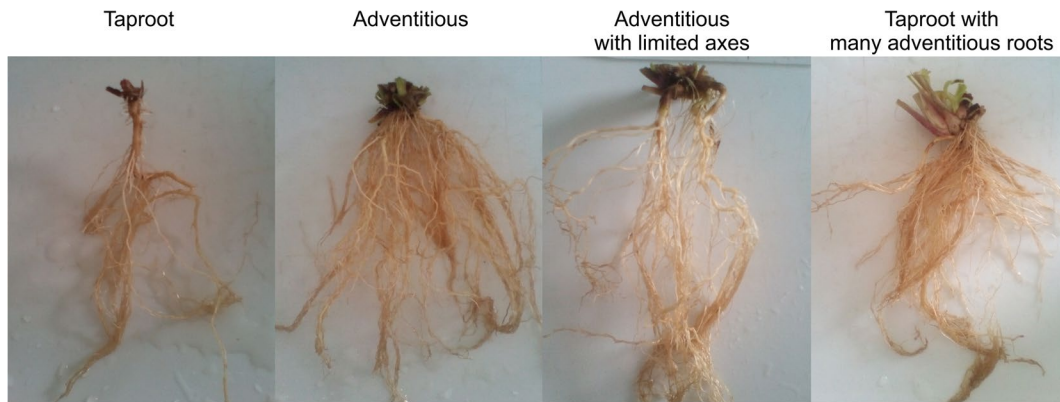 Taproot
Adventitious
Adventitious
with limited axes
Taproot with
many adventitious roots